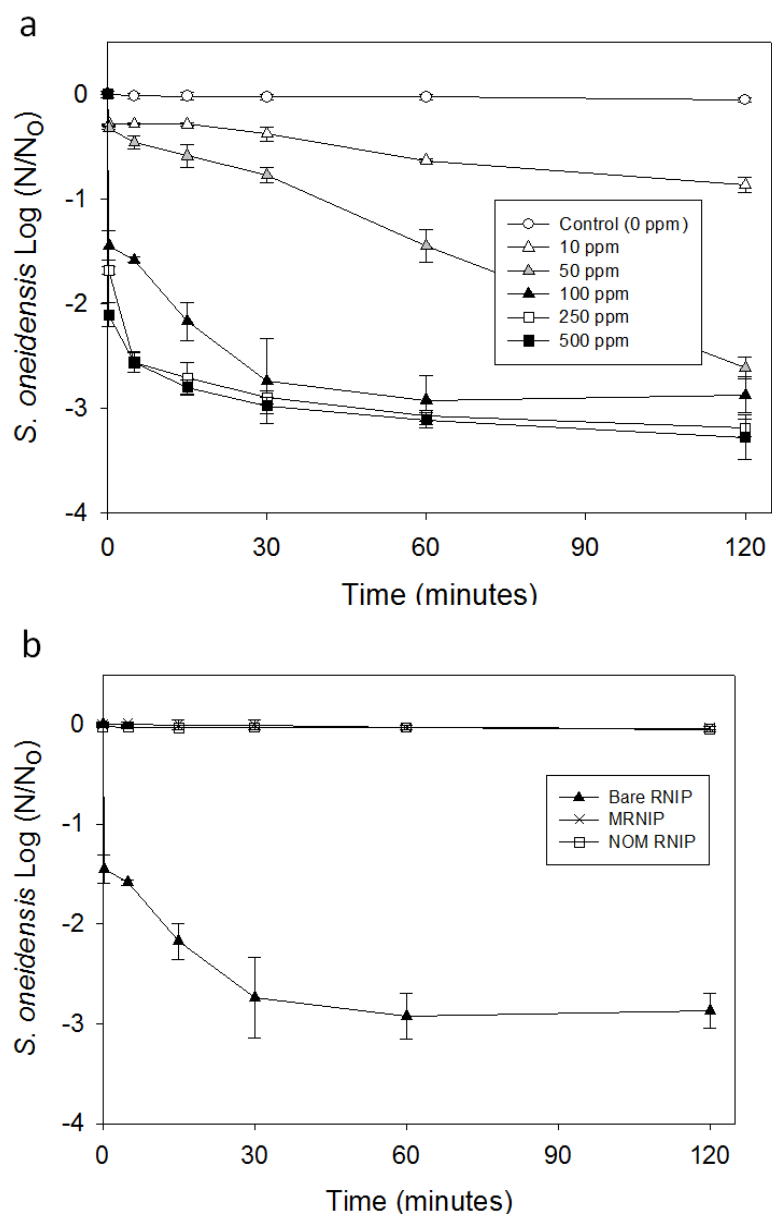 a
0
-1
-2
-3
-4
S. oneidensis Log (N/N₀)
Control (0 ppm)
10 ppm
50 ppm
100 ppm
250 ppm
500 ppm
0 30 60 90 120
Time (minutes)
b
0
-1
-2
-3
-4
S. oneidensis Log (N/N₀)
Bare RNIP
MRNIP
NOM RNIP
0 30 60 90 120
Time (minutes)